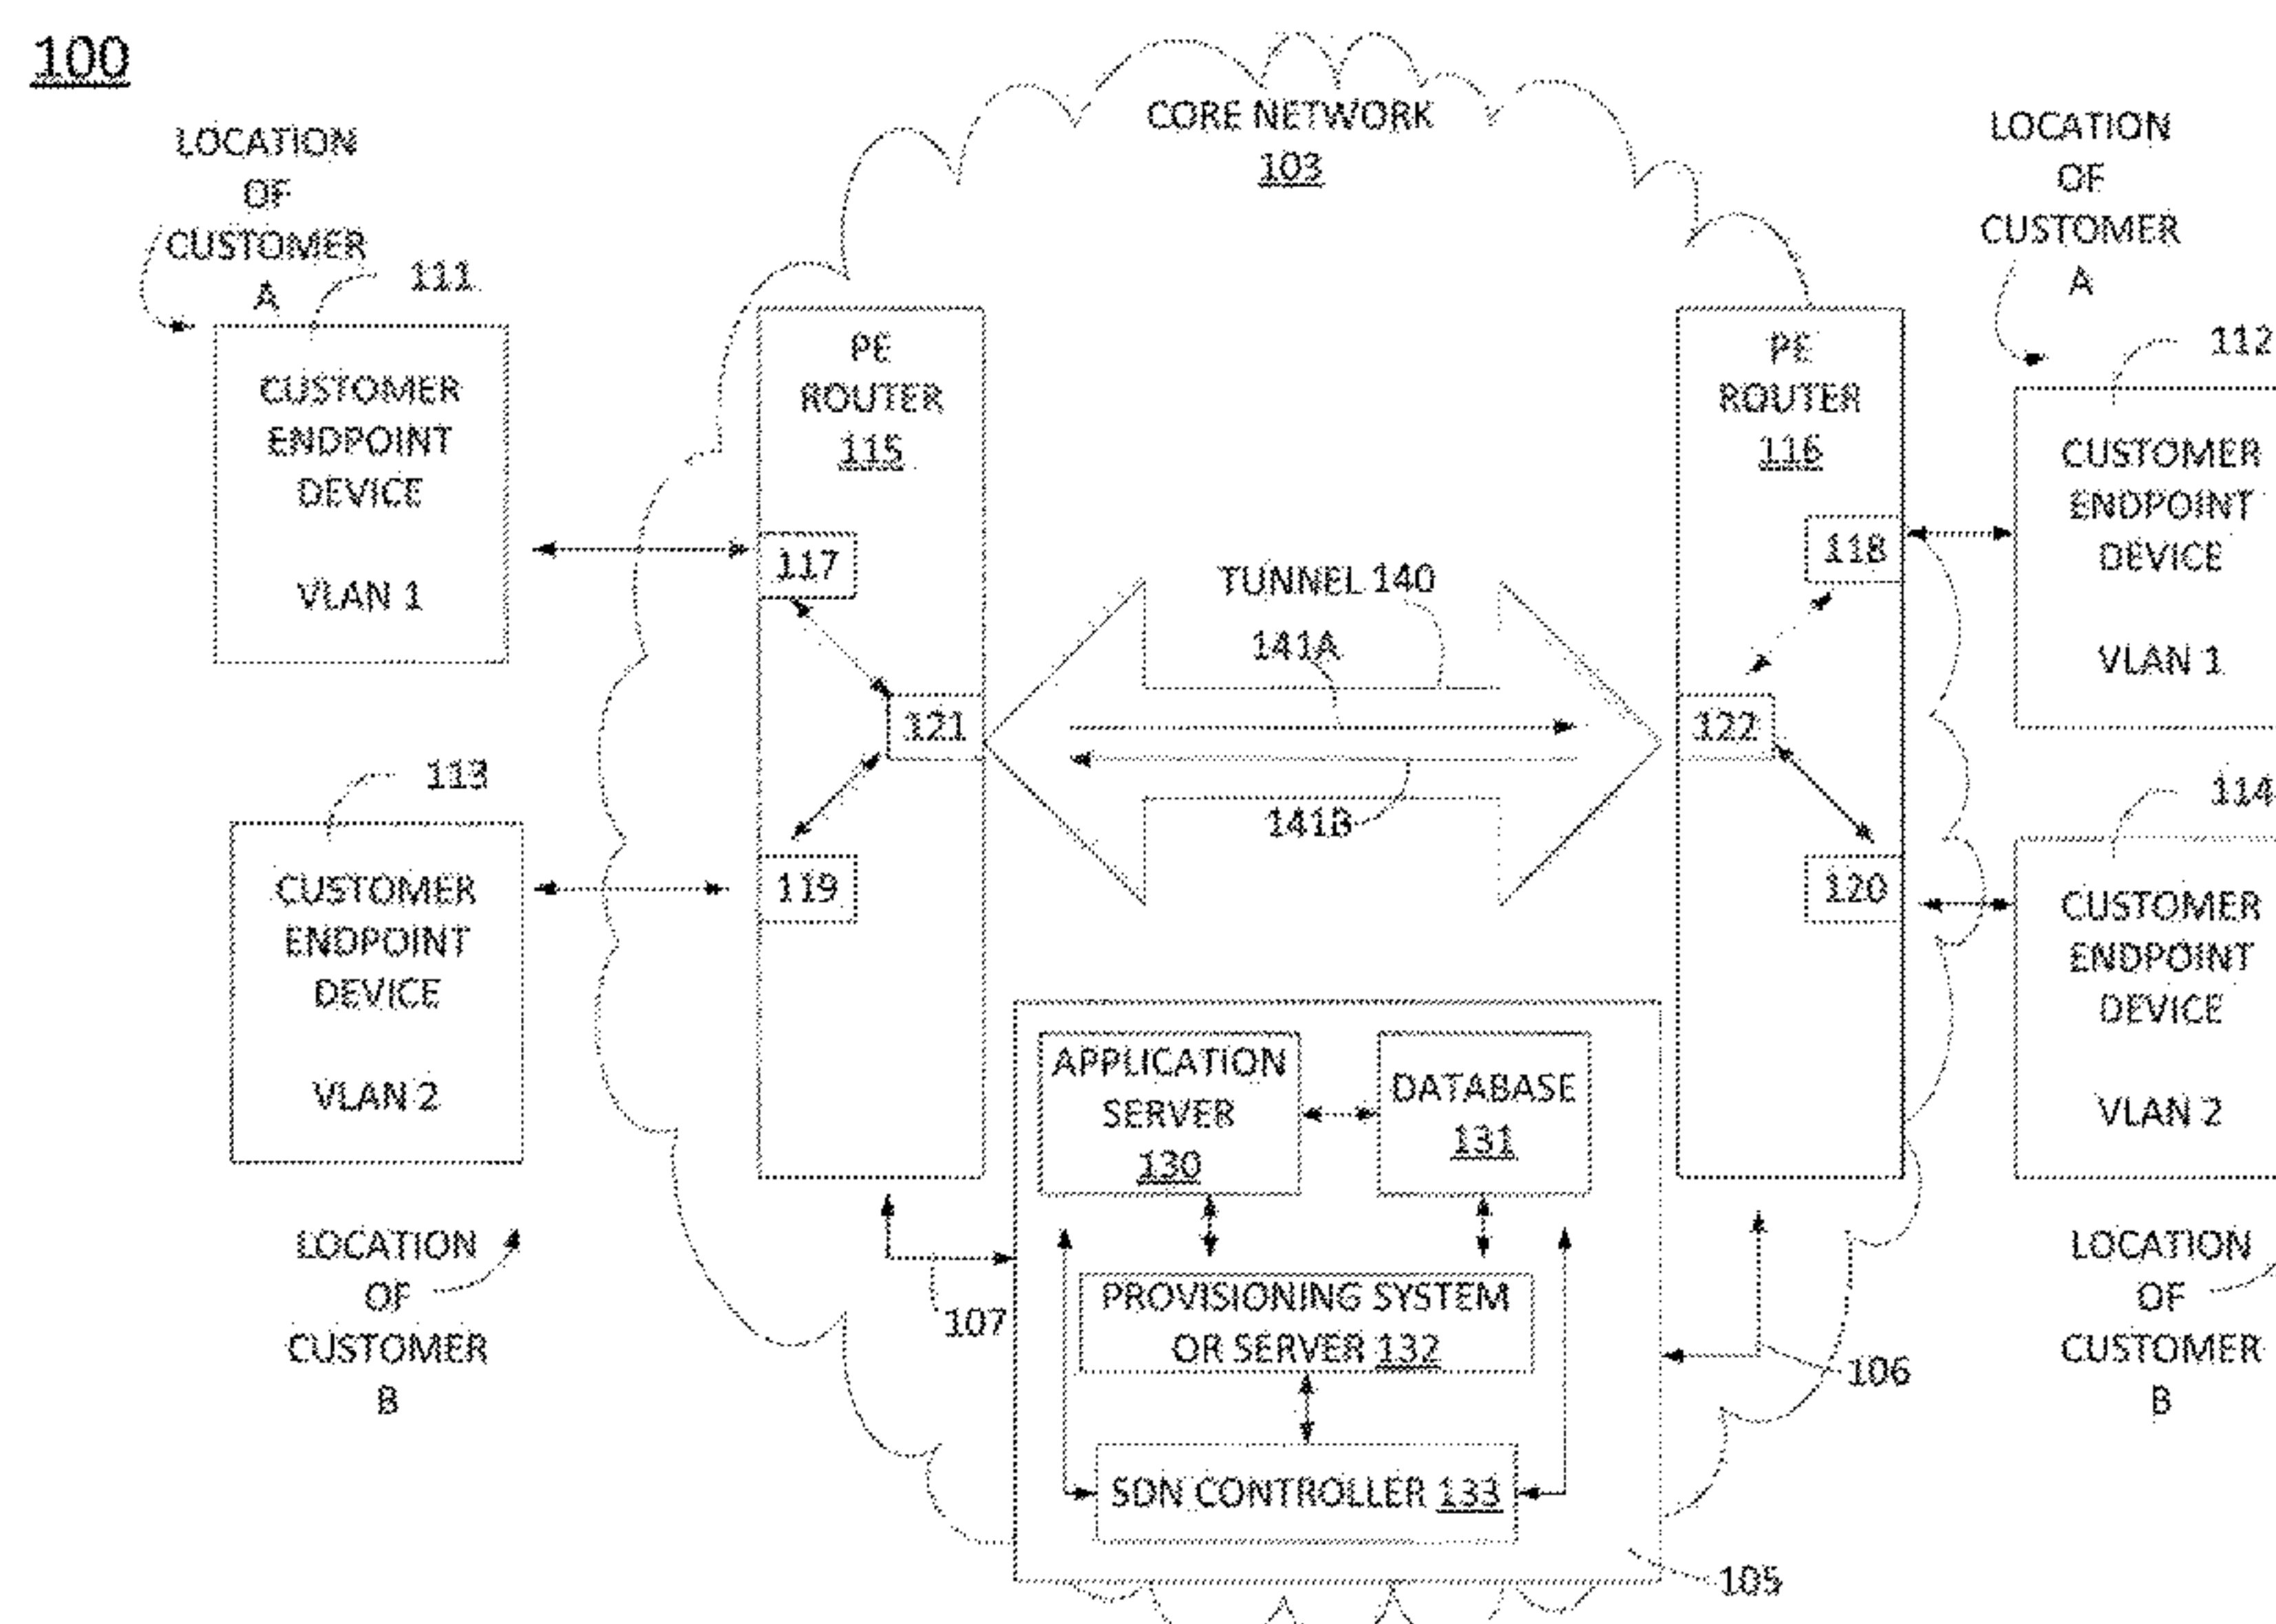 100
CORE NETWORK
103
LOCATION
OF
CUSTOMER
A
111
CUSTOMER
ENDPOINT
DEVICE
VLAN 1
113
CUSTOMER
ENDPOINT
DEVICE
VLAN 2
LOCATION
OF
CUSTOMER
B
PE
ROUTER
115
117
121
119
TUNNEL 140
141A
141B
PE
ROUTER
116
118
122
120
LOCATION
OF
CUSTOMER
A
112
CUSTOMER
ENDPOINT
DEVICE
VLAN 1
114
CUSTOMER
ENDPOINT
DEVICE
VLAN 2
LOCATION
OF
CUSTOMER
B
APPLICATION
SERVER
130
DATABASE
131
PROVISIONING SYSTEM
OR SERVER 132
SDN CONTROLLER 133
107
106
105